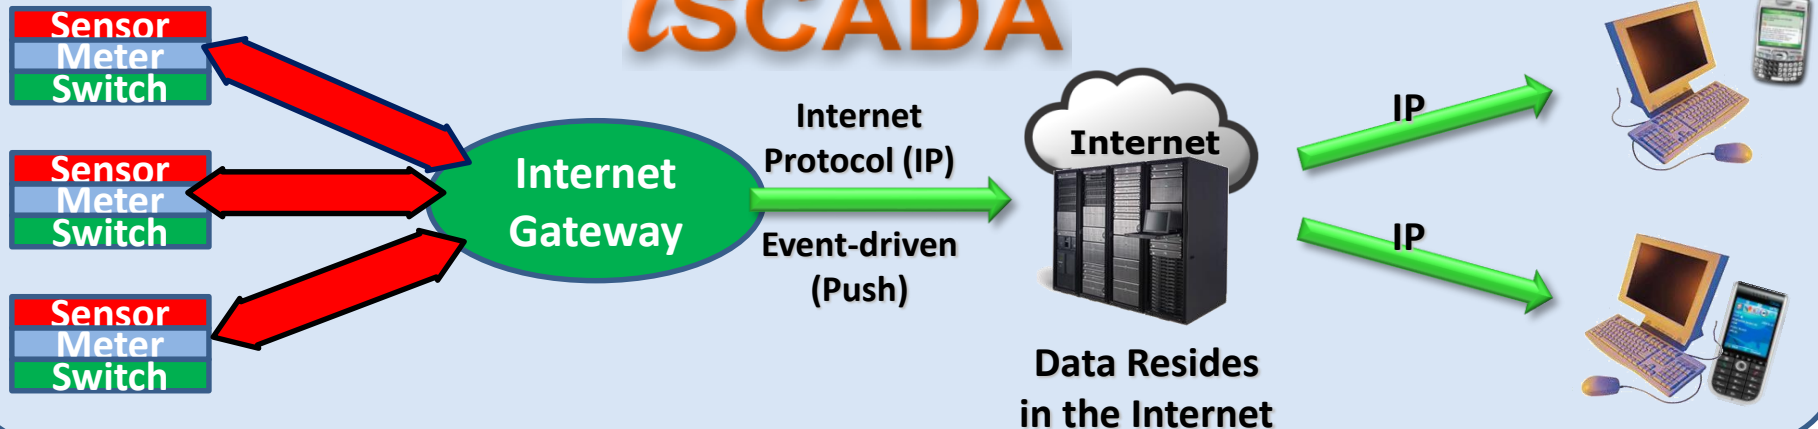 iSCADA
Sensor
Meter
Switch
Sensor
Meter
Switch
Sensor
Meter
Switch
Internet
Gateway
Internet
Protocol (IP)
Event-driven
(Push)
Internet
Data Resides
in the Internet
IP
IP